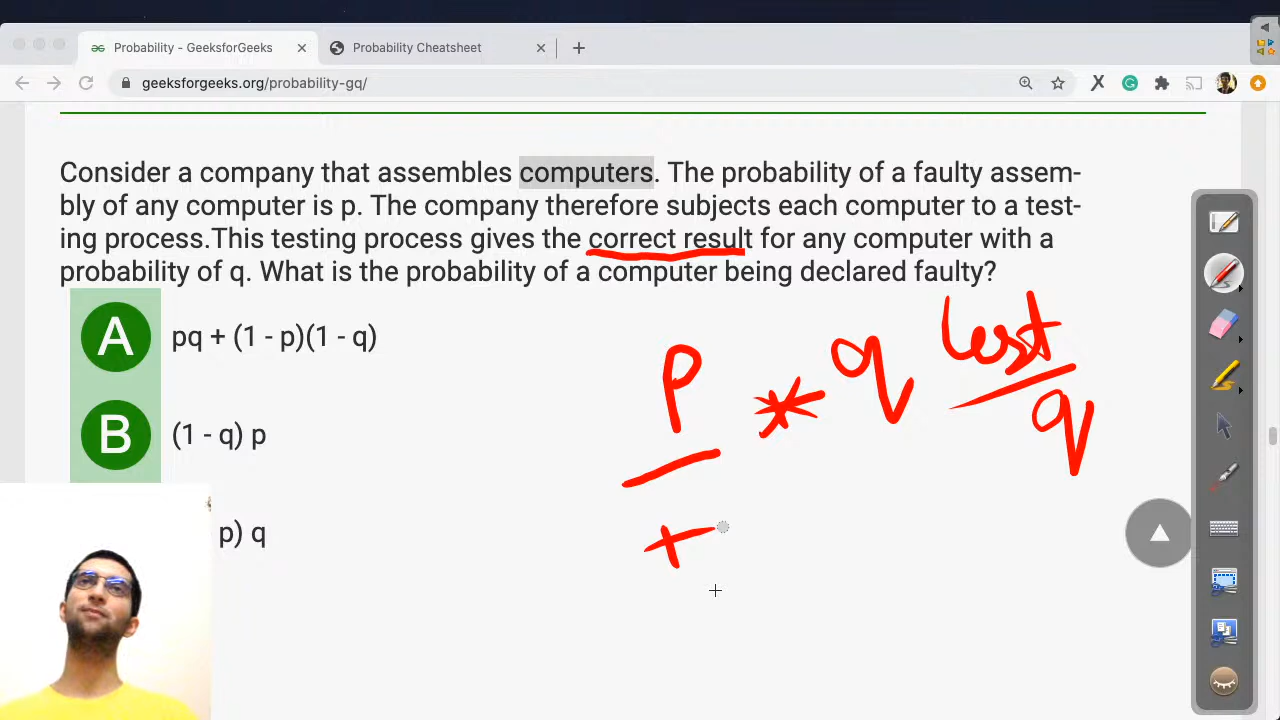 Probability - GeeksforGeeks
Probability Cheatsheet
geeksforgeeks.org/probability-gq/
Consider a company that assembles computers. The probability of a faulty assem-
bly of any computer is p. The company therefore subjects each computer to a test-
ing process.This testing process gives the correct result for any computer with a
probability of q. What is the probability of a computer being declared faulty?
A pq + (1 - p)(1 - q)
B (1 - q) p
p) q
p * q
test
q
+